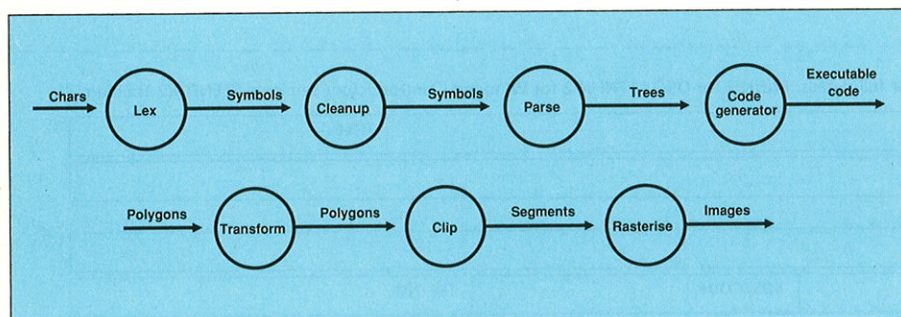 Chars
Lex
Symbols
Cleanup
Symbols
Parse
Trees
Code
generator
Executable
code
Polygons
Transform
Polygons
Clip
Segments
Rasterise
Images